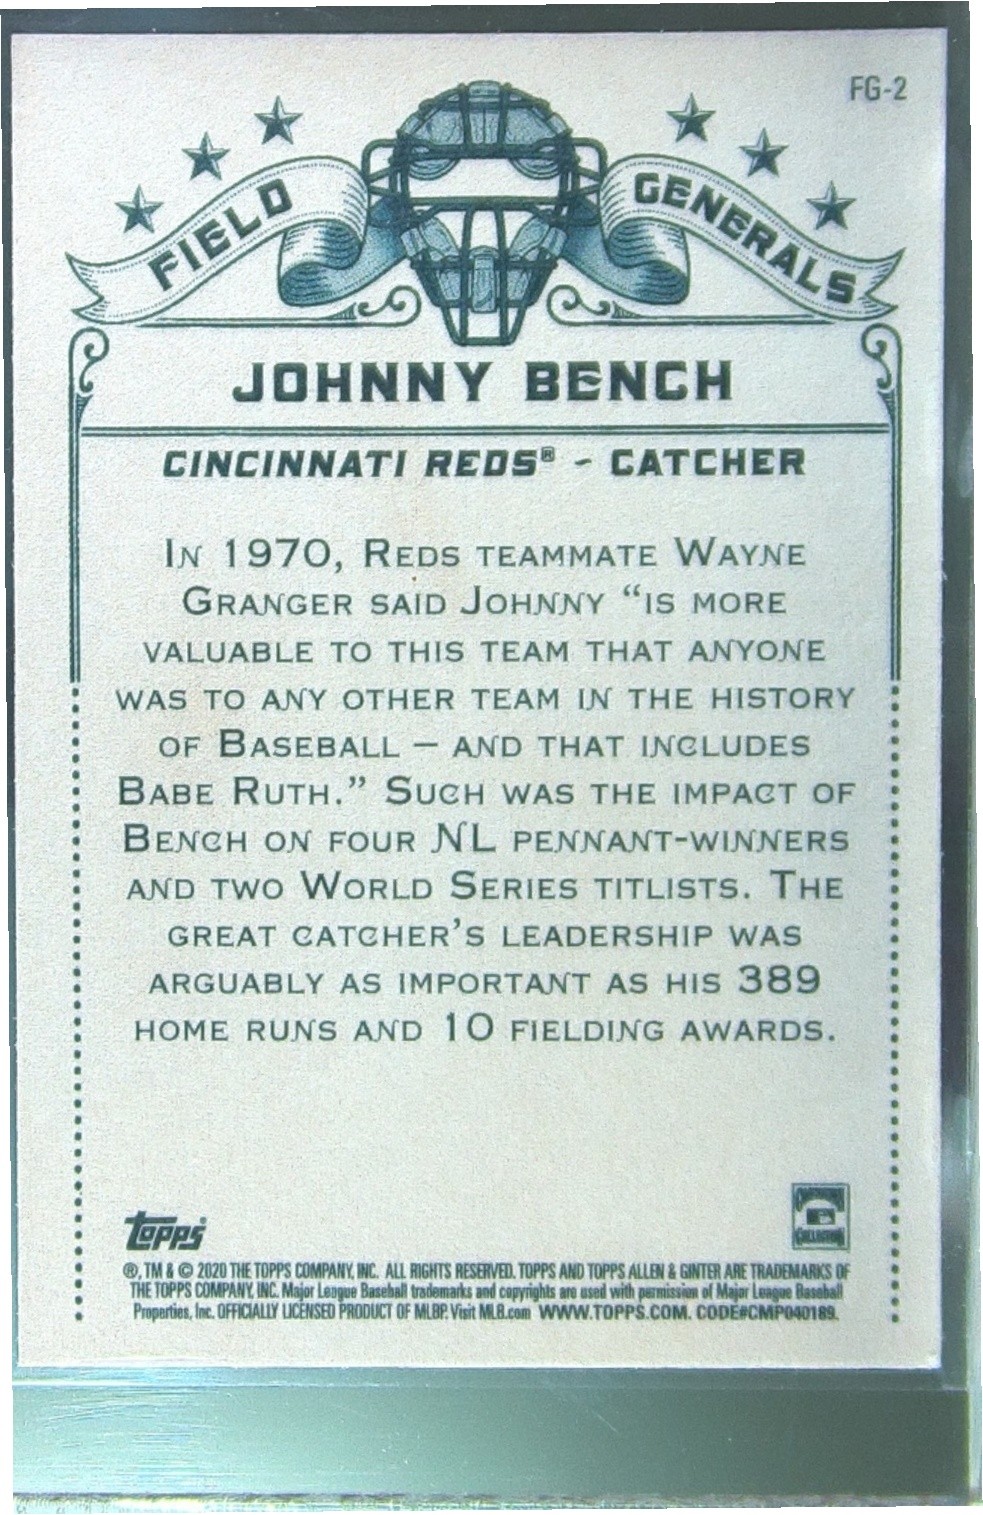 FG-2
FIELD GENERALS
JOHNNY BENCH
CINCINNATI REDS® - CATCHER
IN 1970, REDS TEAMMATE WAYNE
GRANGER SAID JOHNNY "IS MORE
VALUABLE TO THIS TEAM THAT ANYONE
WAS TO ANY OTHER TEAM IN THE HISTORY
OF BASEBALL – AND THAT INCLUDES
BABE RUTH." SUCH WAS THE IMPACT OF
BENCH ON FOUR NL PENNANT-WINNERS
AND TWO WORLD SERIES TITLISTS. THE
GREAT CATCHER'S LEADERSHIP WAS
ARGUABLY AS IMPORTANT AS HIS 389
HOME RUNS AND 10 FIELDING AWARDS.
topps
COOPERSTOWN
COLLECTION
®, TM & © 2020 THE TOPPS COMPANY, INC. ALL RIGHTS RESERVED. TOPPS AND TOPPS ALLEN & GINTER ARE TRADEMARKS OF
THE TOPPS COMPANY, INC. Major League Baseball trademarks and copyrights are used with permission of Major League Baseball
Properties, Inc. OFFICIALLY LICENSED PRODUCT OF MLBP. Visit MLB.com WWW.TOPPS.COM. CODE#CMP040189.